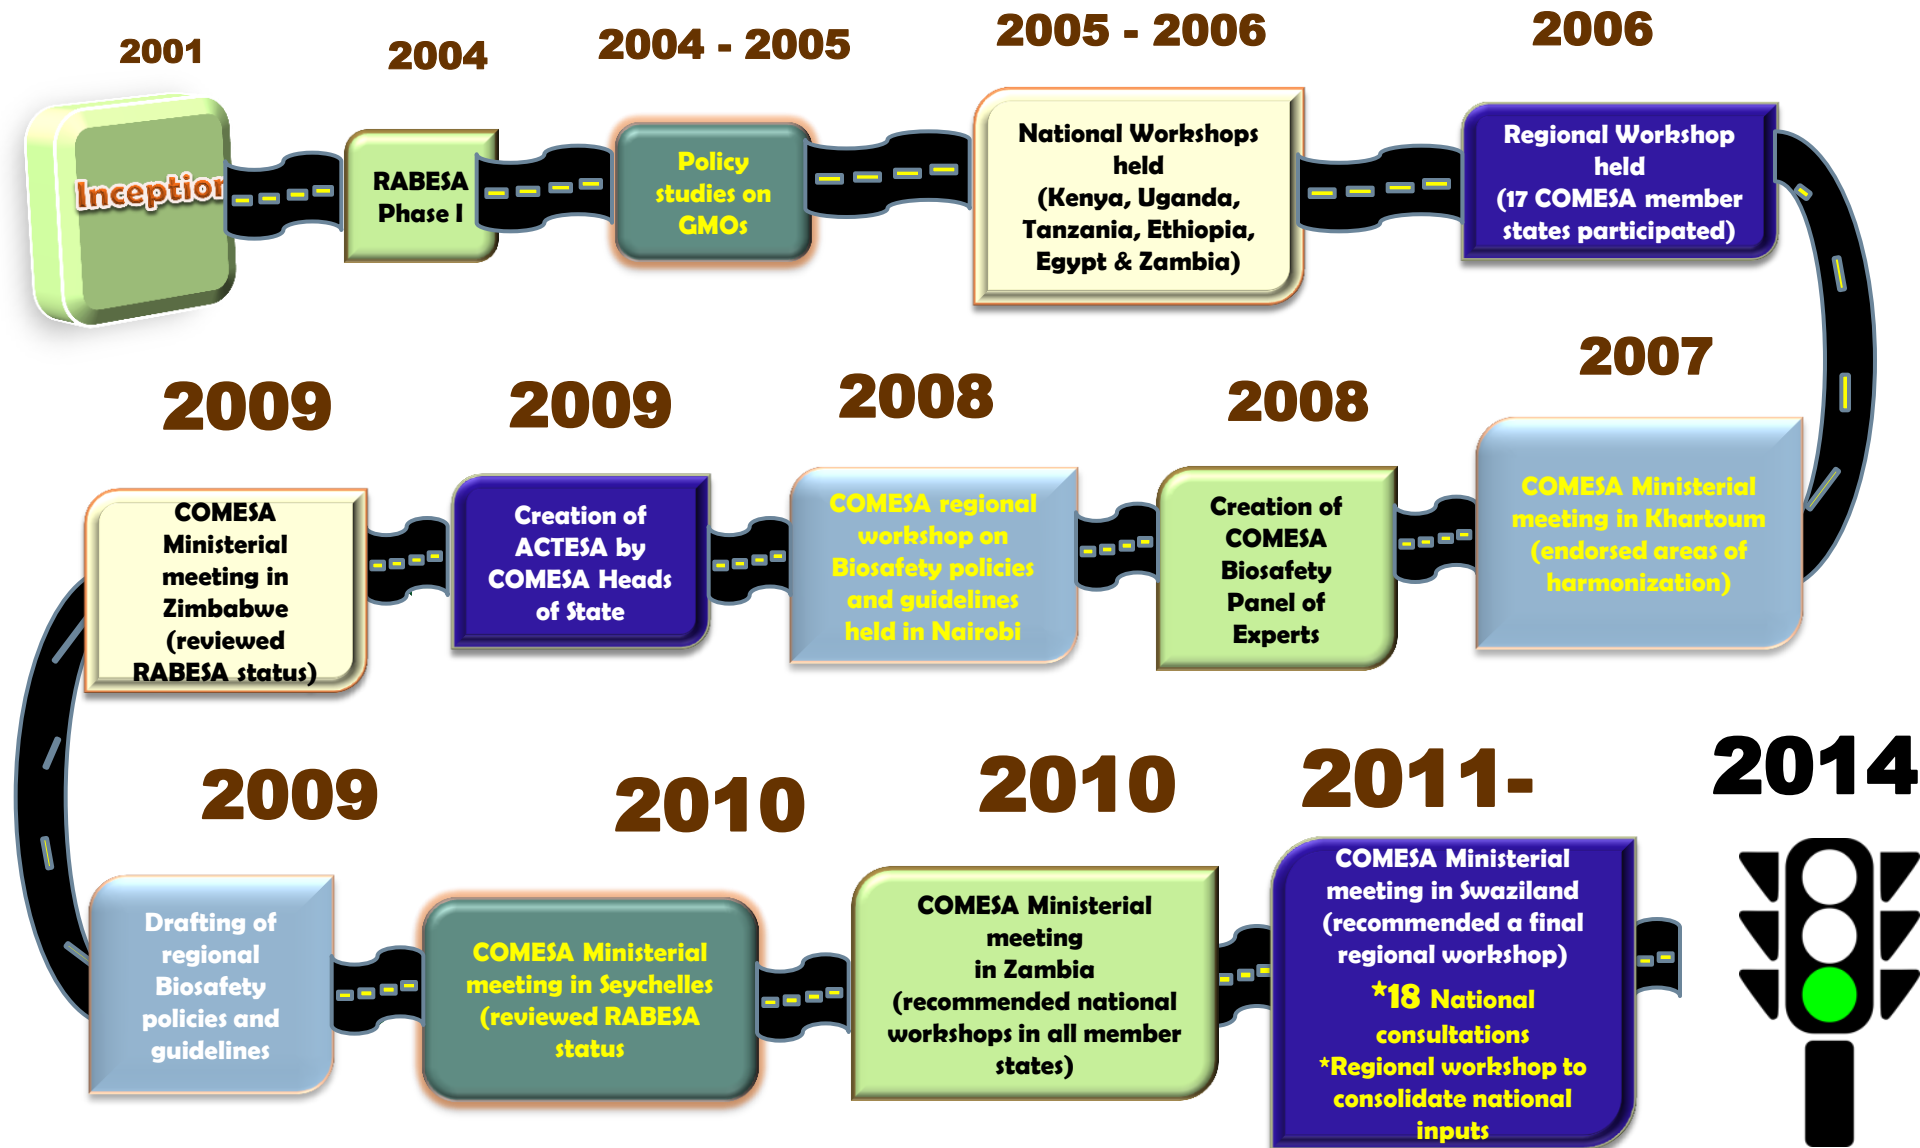 2001
Inception
2004
RABESA
Phase I
2004 - 2005
Policy
studies on
GMOs
2005 - 2006
National Workshops
held
(Kenya, Uganda,
Tanzania, Ethiopia,
Egypt & Zambia)
2006
Regional Workshop
held
(17 COMESA member
states participated)
2007
COMESA Ministerial
meeting in Khartoum
(endorsed areas of
harmonization)
2008
Creation of
COMESA
Biosafety
Panel of
Experts
2008
COMESA regional
workshop on
Biosafety policies
and guidelines
held in Nairobi
2009
Creation of
ACTESA by
COMESA Heads
of State
2009
COMESA
Ministerial
meeting in
Zimbabwe
(reviewed
RABESA status)
2009
Drafting of
regional
Biosafety
policies and
guidelines
2010
COMESA Ministerial
meeting in Seychelles
(reviewed RABESA
status
2010
COMESA Ministerial
meeting
in Zambia
(recommended national
workshops in all member
states)
2011-
COMESA Ministerial
meeting in Swaziland
(recommended a final
regional workshop)
*18 National
consultations
*Regional workshop to
consolidate national
inputs
2014